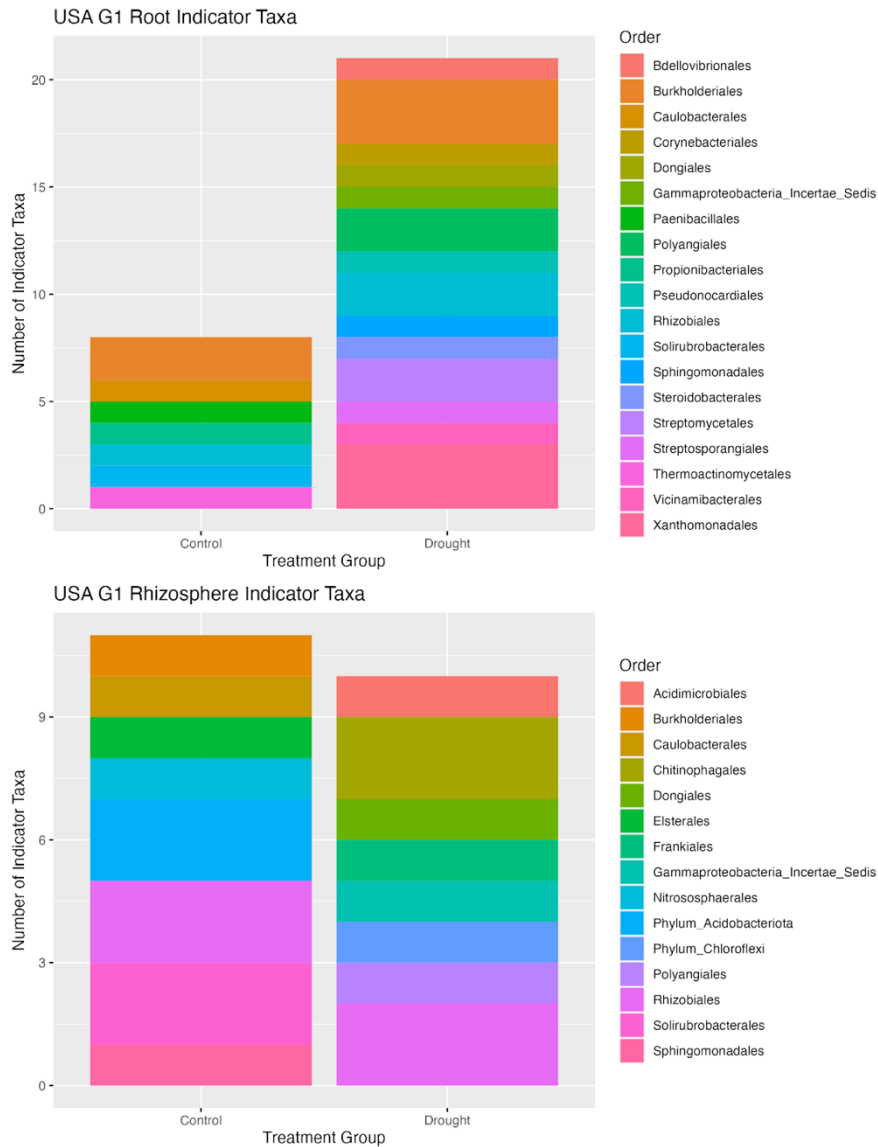 USA G1 Root Indicator Taxa
Number of Indicator Taxa
20
15
10
5
0
Control
Drought
Treatment Group
Order
Bdellovibrionales
Burkholderiales
Caulobacterales
Corynebacteriales
Dongiales
Gammaproteobacteria_Incertae_Sedis
Paenibacillales
Polyangiales
Propionibacteriales
Pseudonocardiales
Rhizobiales
Solirubrobacterales
Sphingomonadales
Steroidobacterales
Streptomycetales
Streptosporangiales
Thermoactinomycetales
Vicinamibacterales
Xanthomonadales
USA G1 Rhizosphere Indicator Taxa
Number of Indicator Taxa
9
6
3
0
Control
Drought
Treatment Group
Order
Acidimicrobiales
Burkholderiales
Caulobacterales
Chitinophagales
Dongiales
Elsterales
Frankiales
Gammaproteobacteria_Incertae_Sedis
Nitrososphaerales
Phylum_Acidobacteriota
Phylum_Chloroflexi
Polyangiales
Rhizobiales
Solirubrobacterales
Sphingomonadales